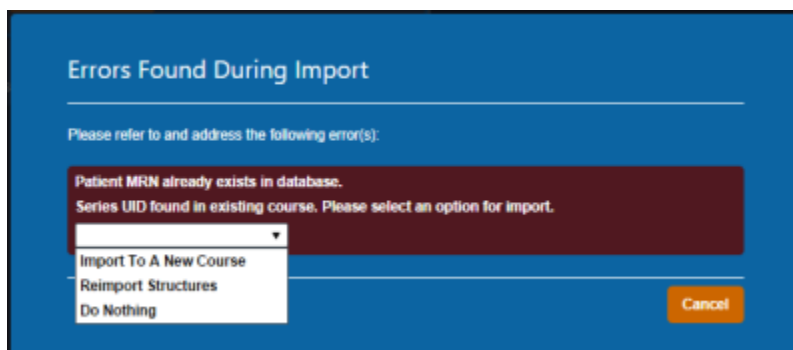 Errors Found During Import
Please refer to and address the following error(s):
Patient MRN already exists in database.
Series UID found in existing course. Please select an option for import.
Import To A New Course
Reimport Structures
Do Nothing
Cancel